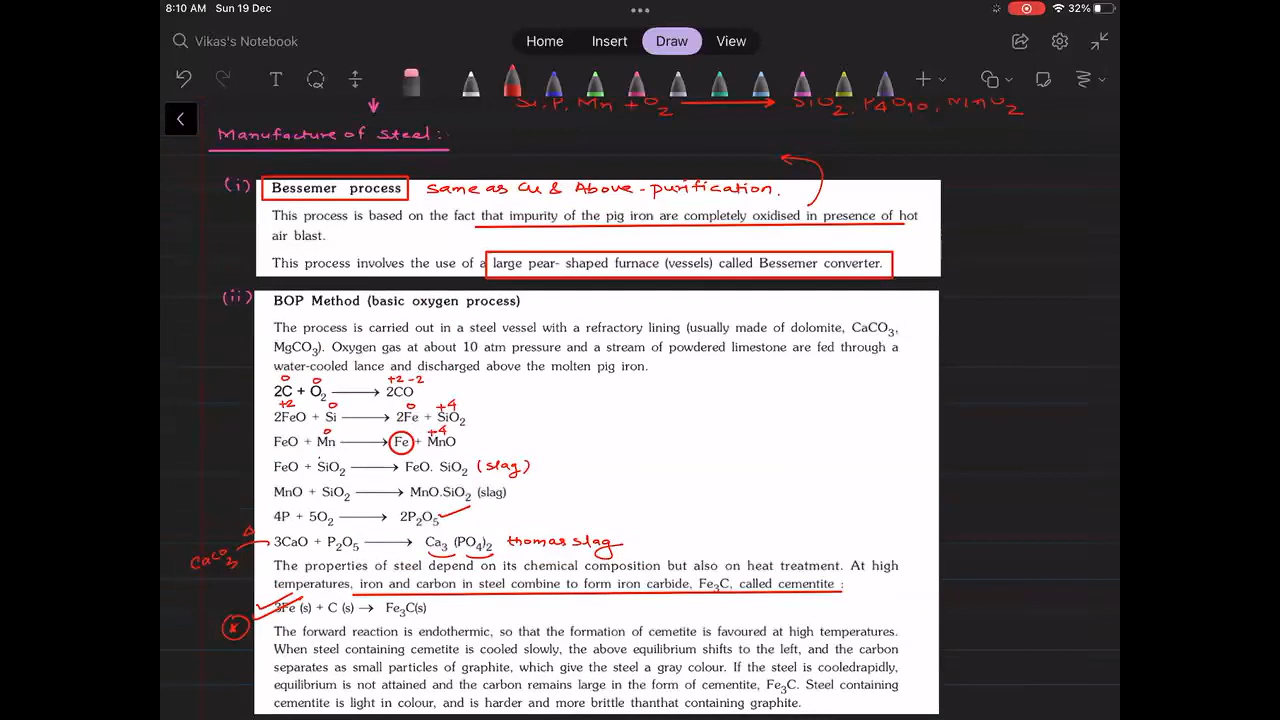 8:10 AM Sun 19 Dec
32%
Vikas's Notebook
Home Insert Draw View
Si, P, Mn + O2 → SiO2, P4O10, MnO2
Manufacture of Steel:
(i) Bessemer process Same as Cu & Above-purification.
This process is based on the fact that impurity of the pig iron are completely oxidised in presence of hot
air blast.
This process involves the use of a large pear- shaped furnace (vessels) called Bessemer converter.
(ii) BOP Method (basic oxygen process)
The process is carried out in a steel vessel with a refractory lining (usually made of dolomite, CaCO3,
MgCO3). Oxygen gas at about 10 atm pressure and a stream of powdered limestone are fed through a
water-cooled lance and discharged above the molten pig iron.
0 0 +2 -2
2C + O2 → 2CO
+2 0 0 +4
2FeO + Si → 2Fe + SiO2
0 +4
FeO + Mn → Fe + MnO
FeO + SiO2 → FeO. SiO2 (slag)
MnO + SiO2 → MnO.SiO2 (slag)
4P + 5O2 → 2P2O5
CaCO3 Δ 3CaO + P2O5 → Ca3 (PO4)2 thomas slag
The properties of steel depend on its chemical composition but also on heat treatment. At high
temperatures, iron and carbon in steel combine to form iron carbide, Fe3C, called cementite :
3Fe (s) + C (s) → Fe3C(s)
The forward reaction is endothermic, so that the formation of cemetite is favoured at high temperatures.
When steel containing cemetite is cooled slowly, the above equilibrium shifts to the left, and the carbon
separates as small particles of graphite, which give the steel a gray colour. If the steel is cooledrapidly,
equilibrium is not attained and the carbon remains large in the form of cementite, Fe3C. Steel containing
cementite is light in colour, and is harder and more brittle thanthat containing graphite.